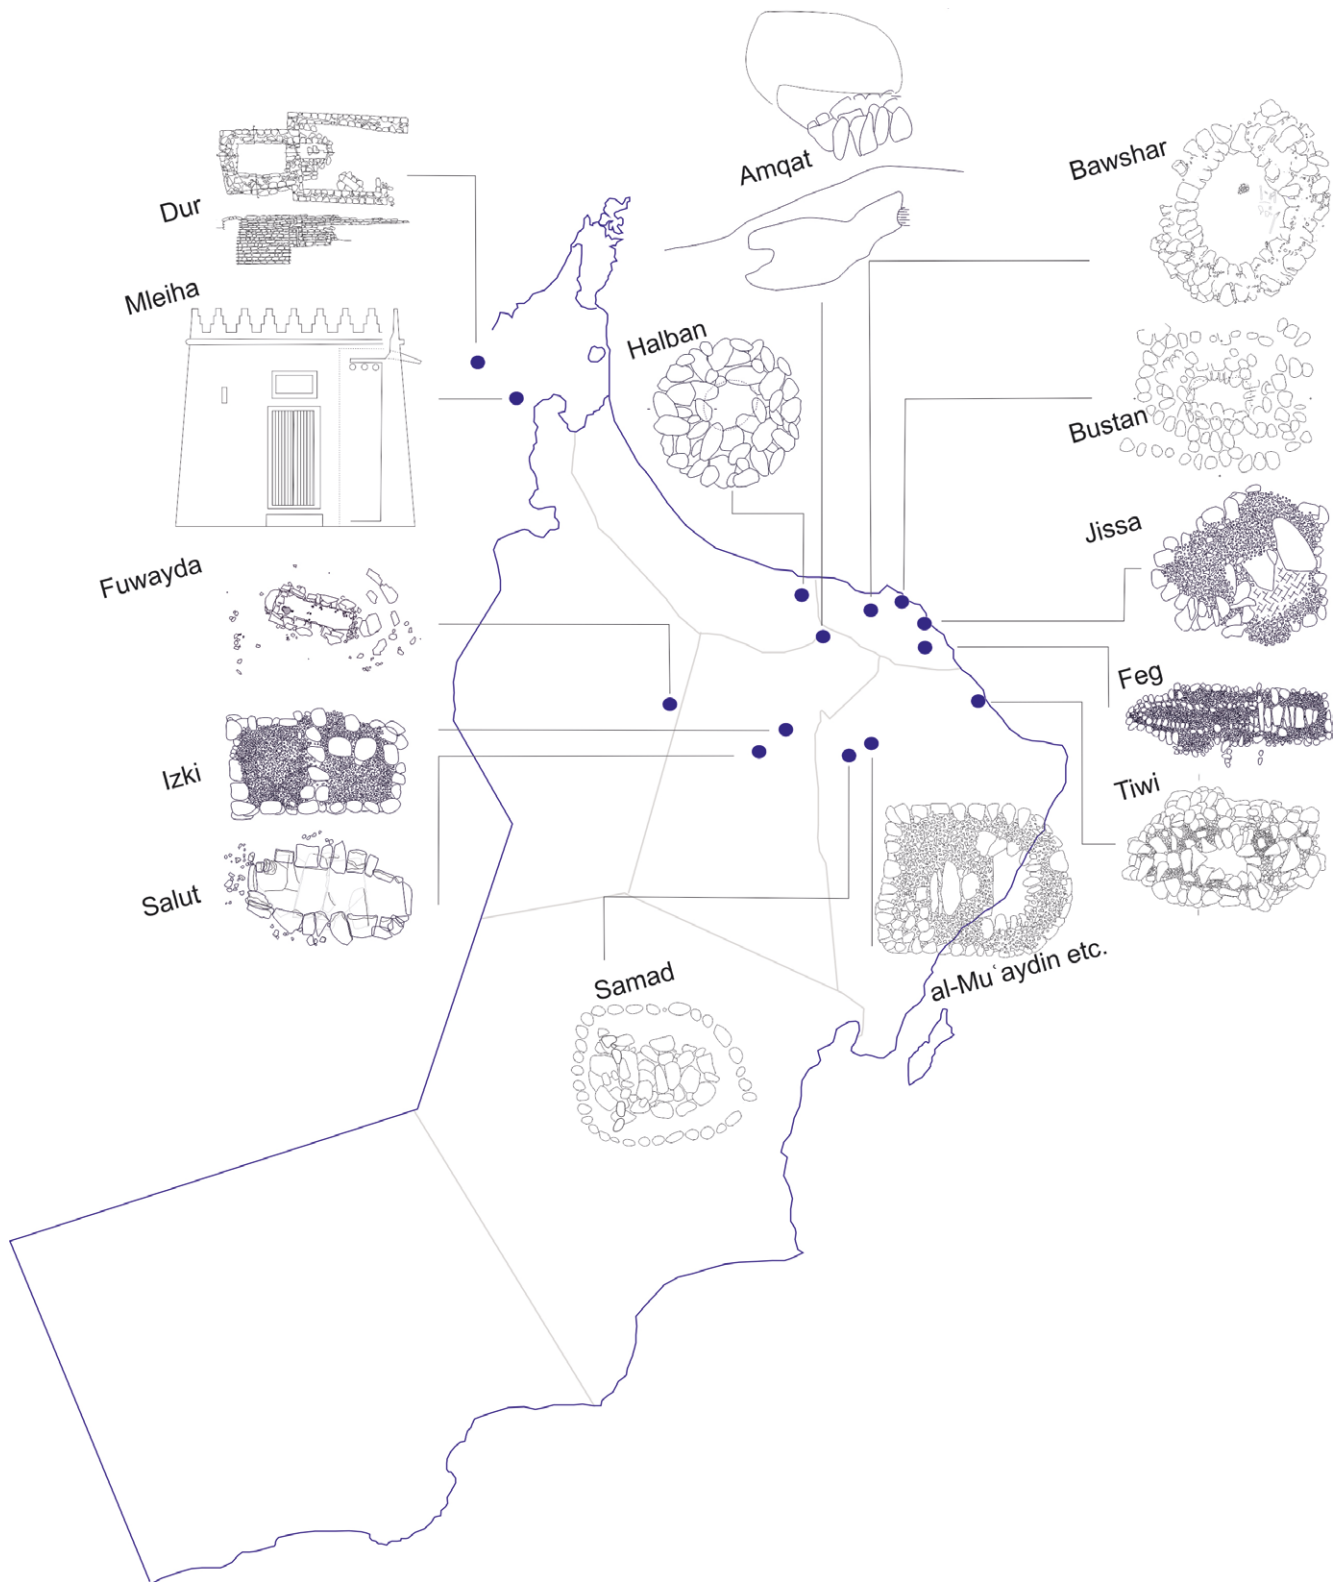 Amqat
Bawshar
Dur
Mleiha
Halban
Bustan
Jissa
Fuwayda
Feg
Izki
Tiwi
Salut
al-Muʿaydin etc.
Samad